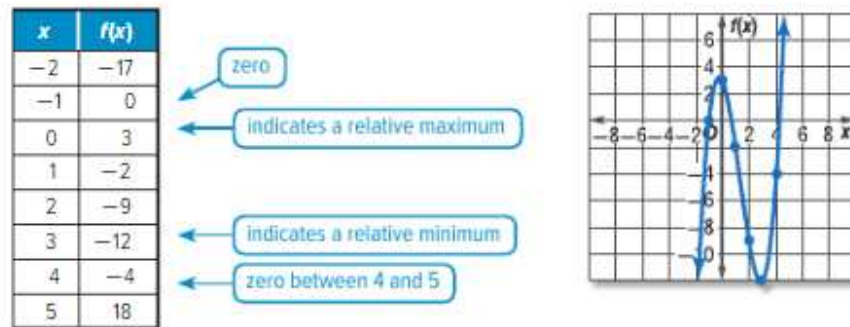 x f(x)
−2 −17
−1 0
0 3
1 −2
2 −9
3 −12
4 −4
5 18
zero
indicates a relative maximum
indicates a relative minimum
zero between 4 and 5
f(x)
6
4
2
−8 −6 −4 −2 O 2 4 6 8 x
−4
−6
−8
−10